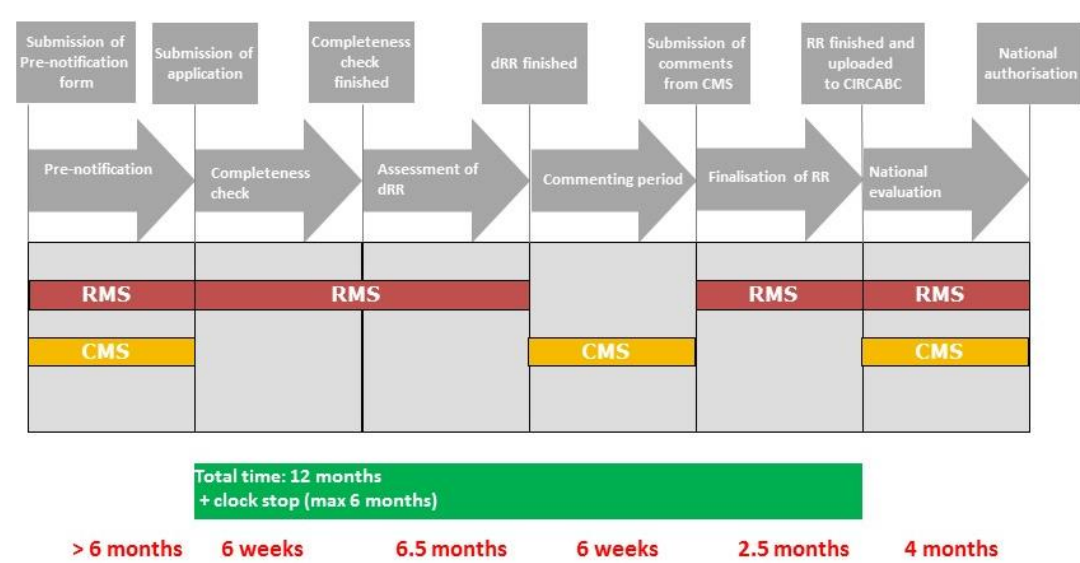 Submission of
Pre-notification
form
Submission of
application
Completeness
check
finished
dRR finished
Submission of
comments
from CMS
RR finished and
uploaded
to CIRCABC
National
authorisation
Pre-notification
Completeness
check
Assessment of
dRR
Commenting period
Finalisation of RR
National
evaluation
RMS
RMS
RMS
RMS
CMS
CMS
CMS
Total time: 12 months
+ clock stop (max 6 months)
> 6 months
6 weeks
6.5 months
6 weeks
2.5 months
4 months